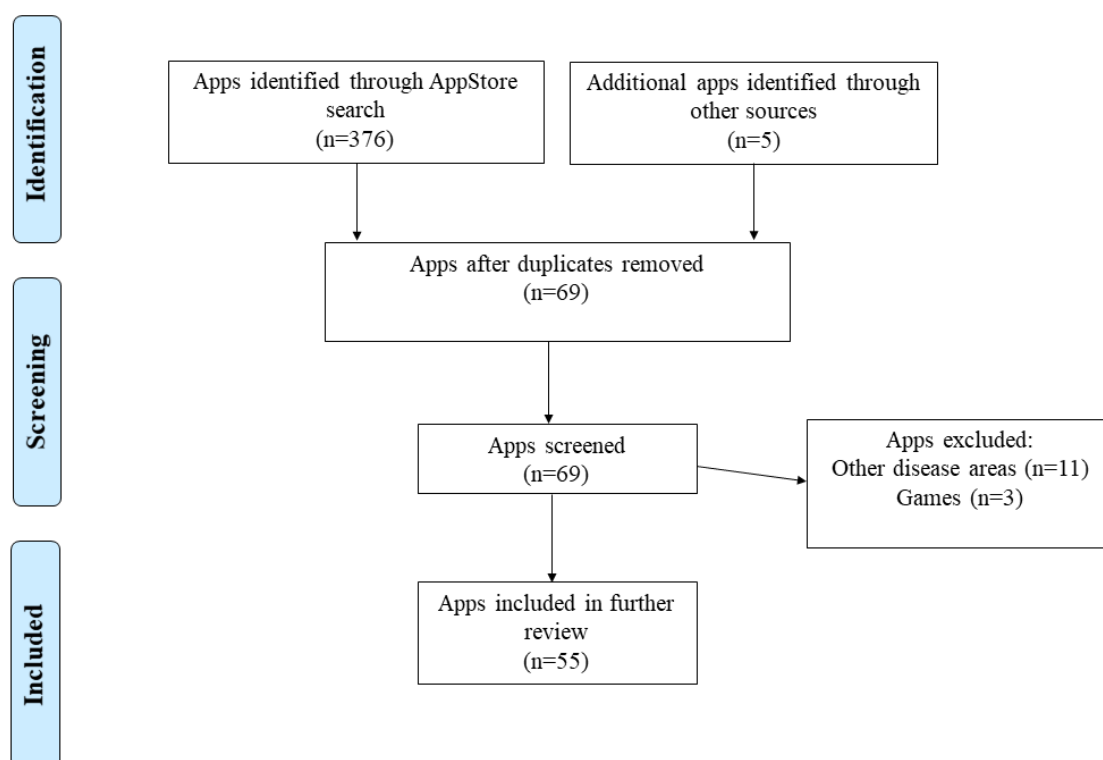 Identification
Apps identified through AppStore
search
(n=376)
Additional apps identified through
other sources
(n=5)
Apps after duplicates removed
(n=69)
Screening
Apps screened
(n=69)
Apps excluded:
Other disease areas (n=11)
Games (n=3)
Included
Apps included in further
review
(n=55)